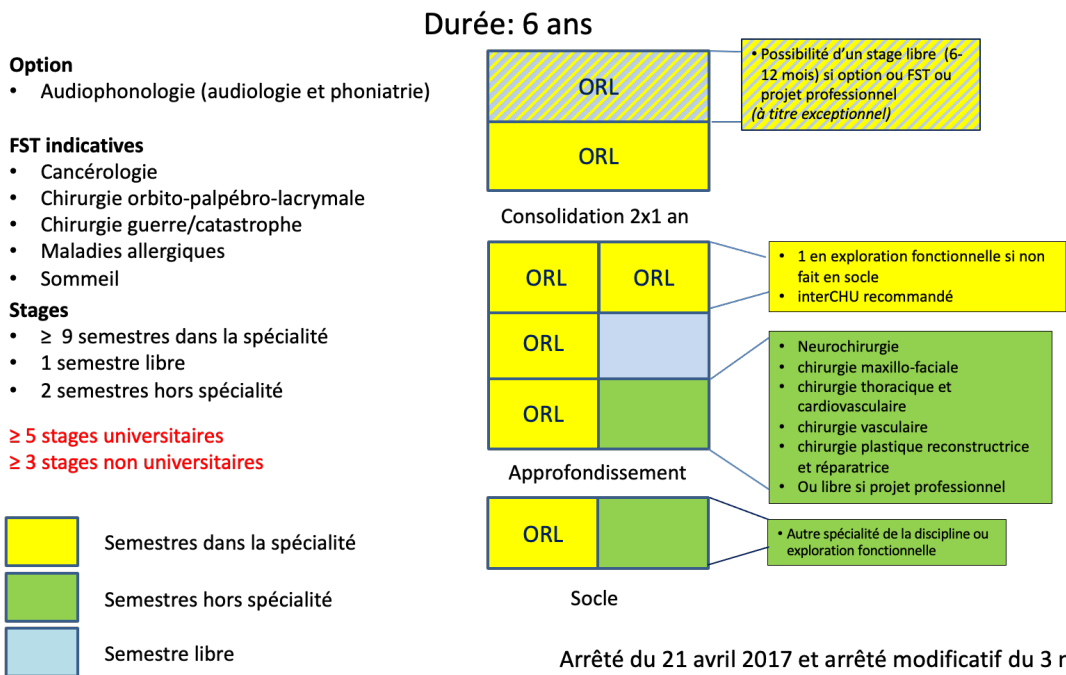 Durée: 6 ans
Option
• Audiophonologie (audiologie et phoniatrie)
FST indicatives
• Cancérologie
• Chirurgie orbito-palpébro-lacrymale
• Chirurgie guerre/catastrophe
• Maladies allergiques
• Sommeil
Stages
• ≥ 9 semestres dans la spécialité
• 1 semestre libre
• 2 semestres hors spécialité
≥ 5 stages universitaires
≥ 3 stages non universitaires
Semestres dans la spécialité
Semestres hors spécialité
Semestre libre
ORL
ORL
Consolidation 2x1 an
ORL ORL
ORL
ORL
Approfondissement
ORL
Socle
• Possibilité d'un stage libre (6-
12 mois) si option ou FST ou
projet professionnel
(à titre exceptionnel)
• 1 en exploration fonctionnelle si non
fait en socle
• interCHU recommandé
• Neurochirurgie
• chirurgie maxillo-faciale
• chirurgie thoracique et
cardiovasculaire
• chirurgie vasculaire
• chirurgie plastique reconstructrice
et réparatrice
• Ou libre si projet professionnel
• Autre spécialité de la discipline ou
exploration fonctionnelle
Arrêté du 21 avril 2017 et arrêté modificatif du 3